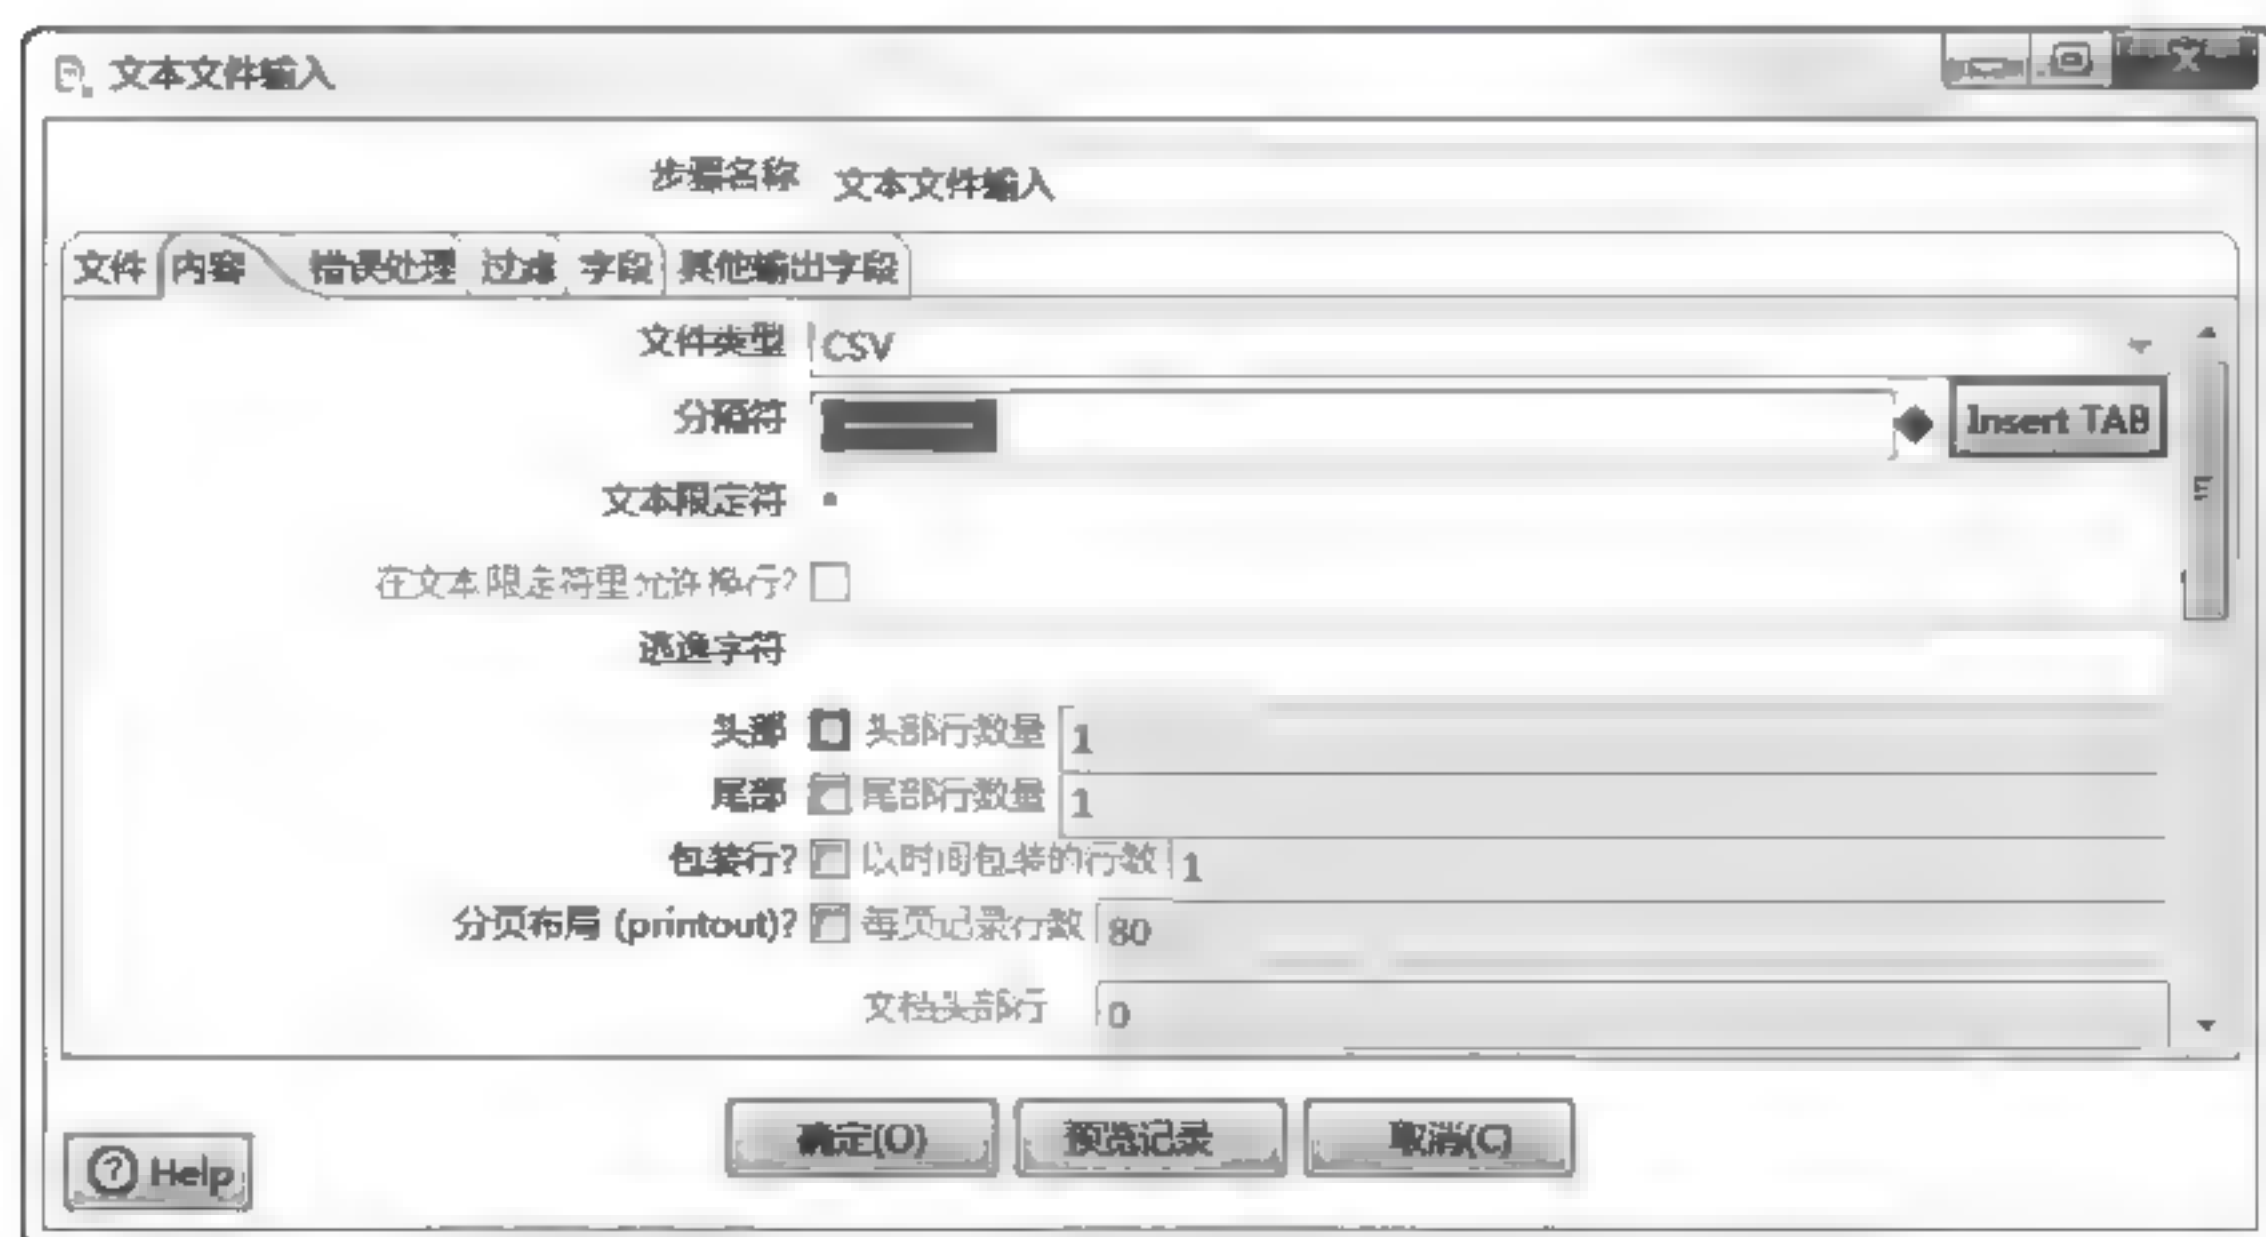 文本文件输入
步骤名称 文本文件输入
文件 内容 错误处理 过滤 字段 其他输出字段
文件类型 CSV
分隔符 Insert TAB
文本限定符 "
在文本限定符里允许换行?
逃逸字符
头部 头部行数量 1
尾部 尾部行数量 1
包装行? 以时间包装的行数 1
分页布局 (printout)? 每页记录行数 80
文档头部行 0
Help 确定(O) 预览记录 取消(C)